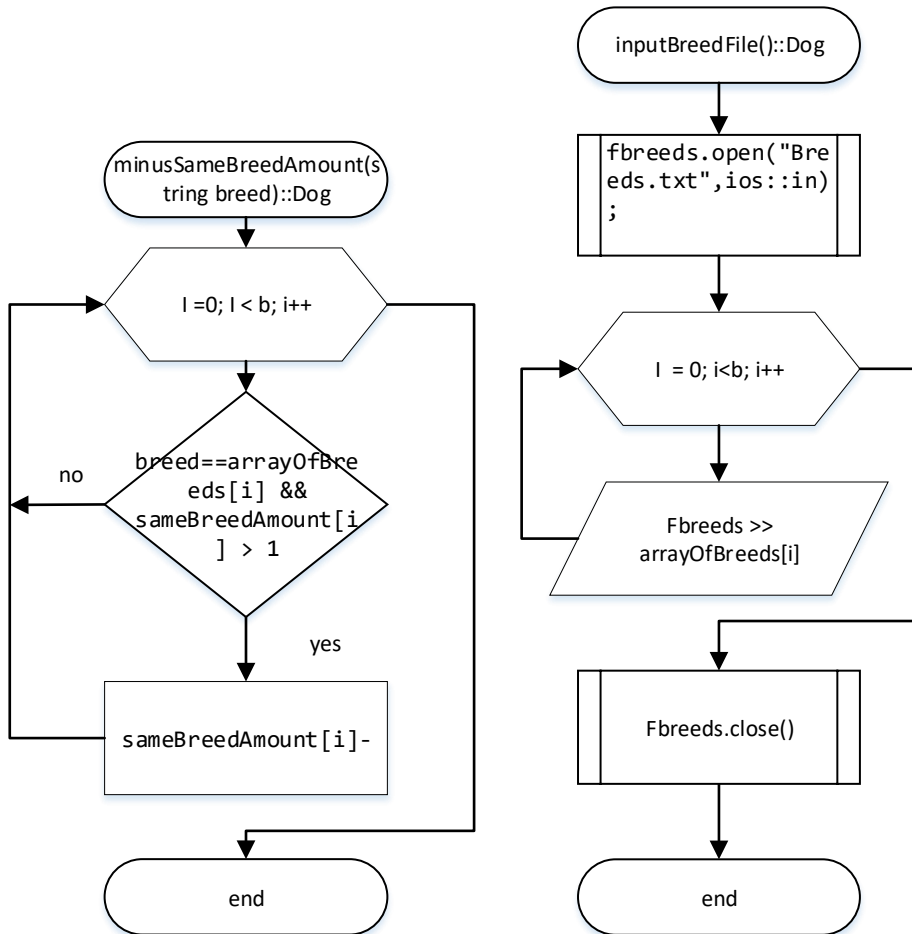 minusSameBreedAmount(s
tring breed)::Dog
I =0; I < b; i++
breed==arrayOfBre
eds[i] &&
sameBreedAmount[i
] > 1
no
yes
sameBreedAmount[i]-
end
inputBreedFile()::Dog
fbreeds.open("Bre
eds.txt",ios::in)
;
I = 0; i<b; i++
Fbreeds >>
arrayOfBreeds[i]
Fbreeds.close()
end